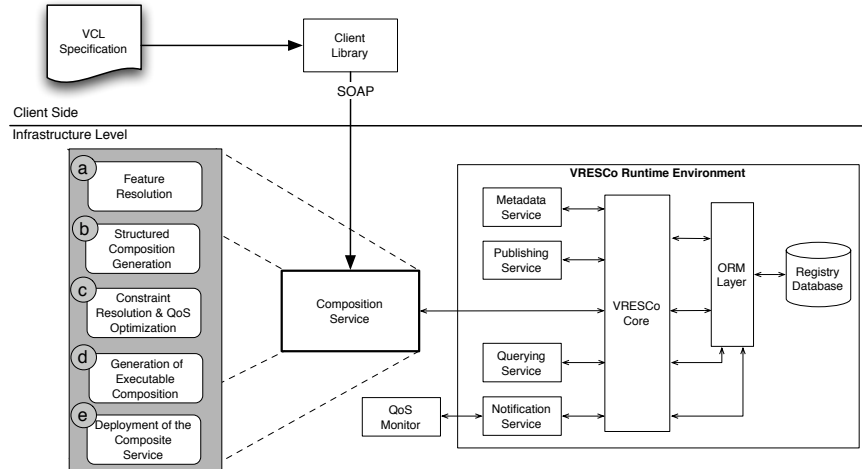 VCL
Specification
Client
Library
SOAP
Client Side
Infrastructure Level
a
Feature
Resolution
b
Structured
Composition
Generation
c
Constraint
Resolution & QoS
Optimization
d
Generation of
Executable
Composition
e
Deployment of the
Composite
Service
Composition
Service
VRESCo Runtime Environment
Metadata
Service
Publishing
Service
Querying
Service
Notification
Service
QoS
Monitor
VRESCo
Core
ORM
Layer
Registry
Database